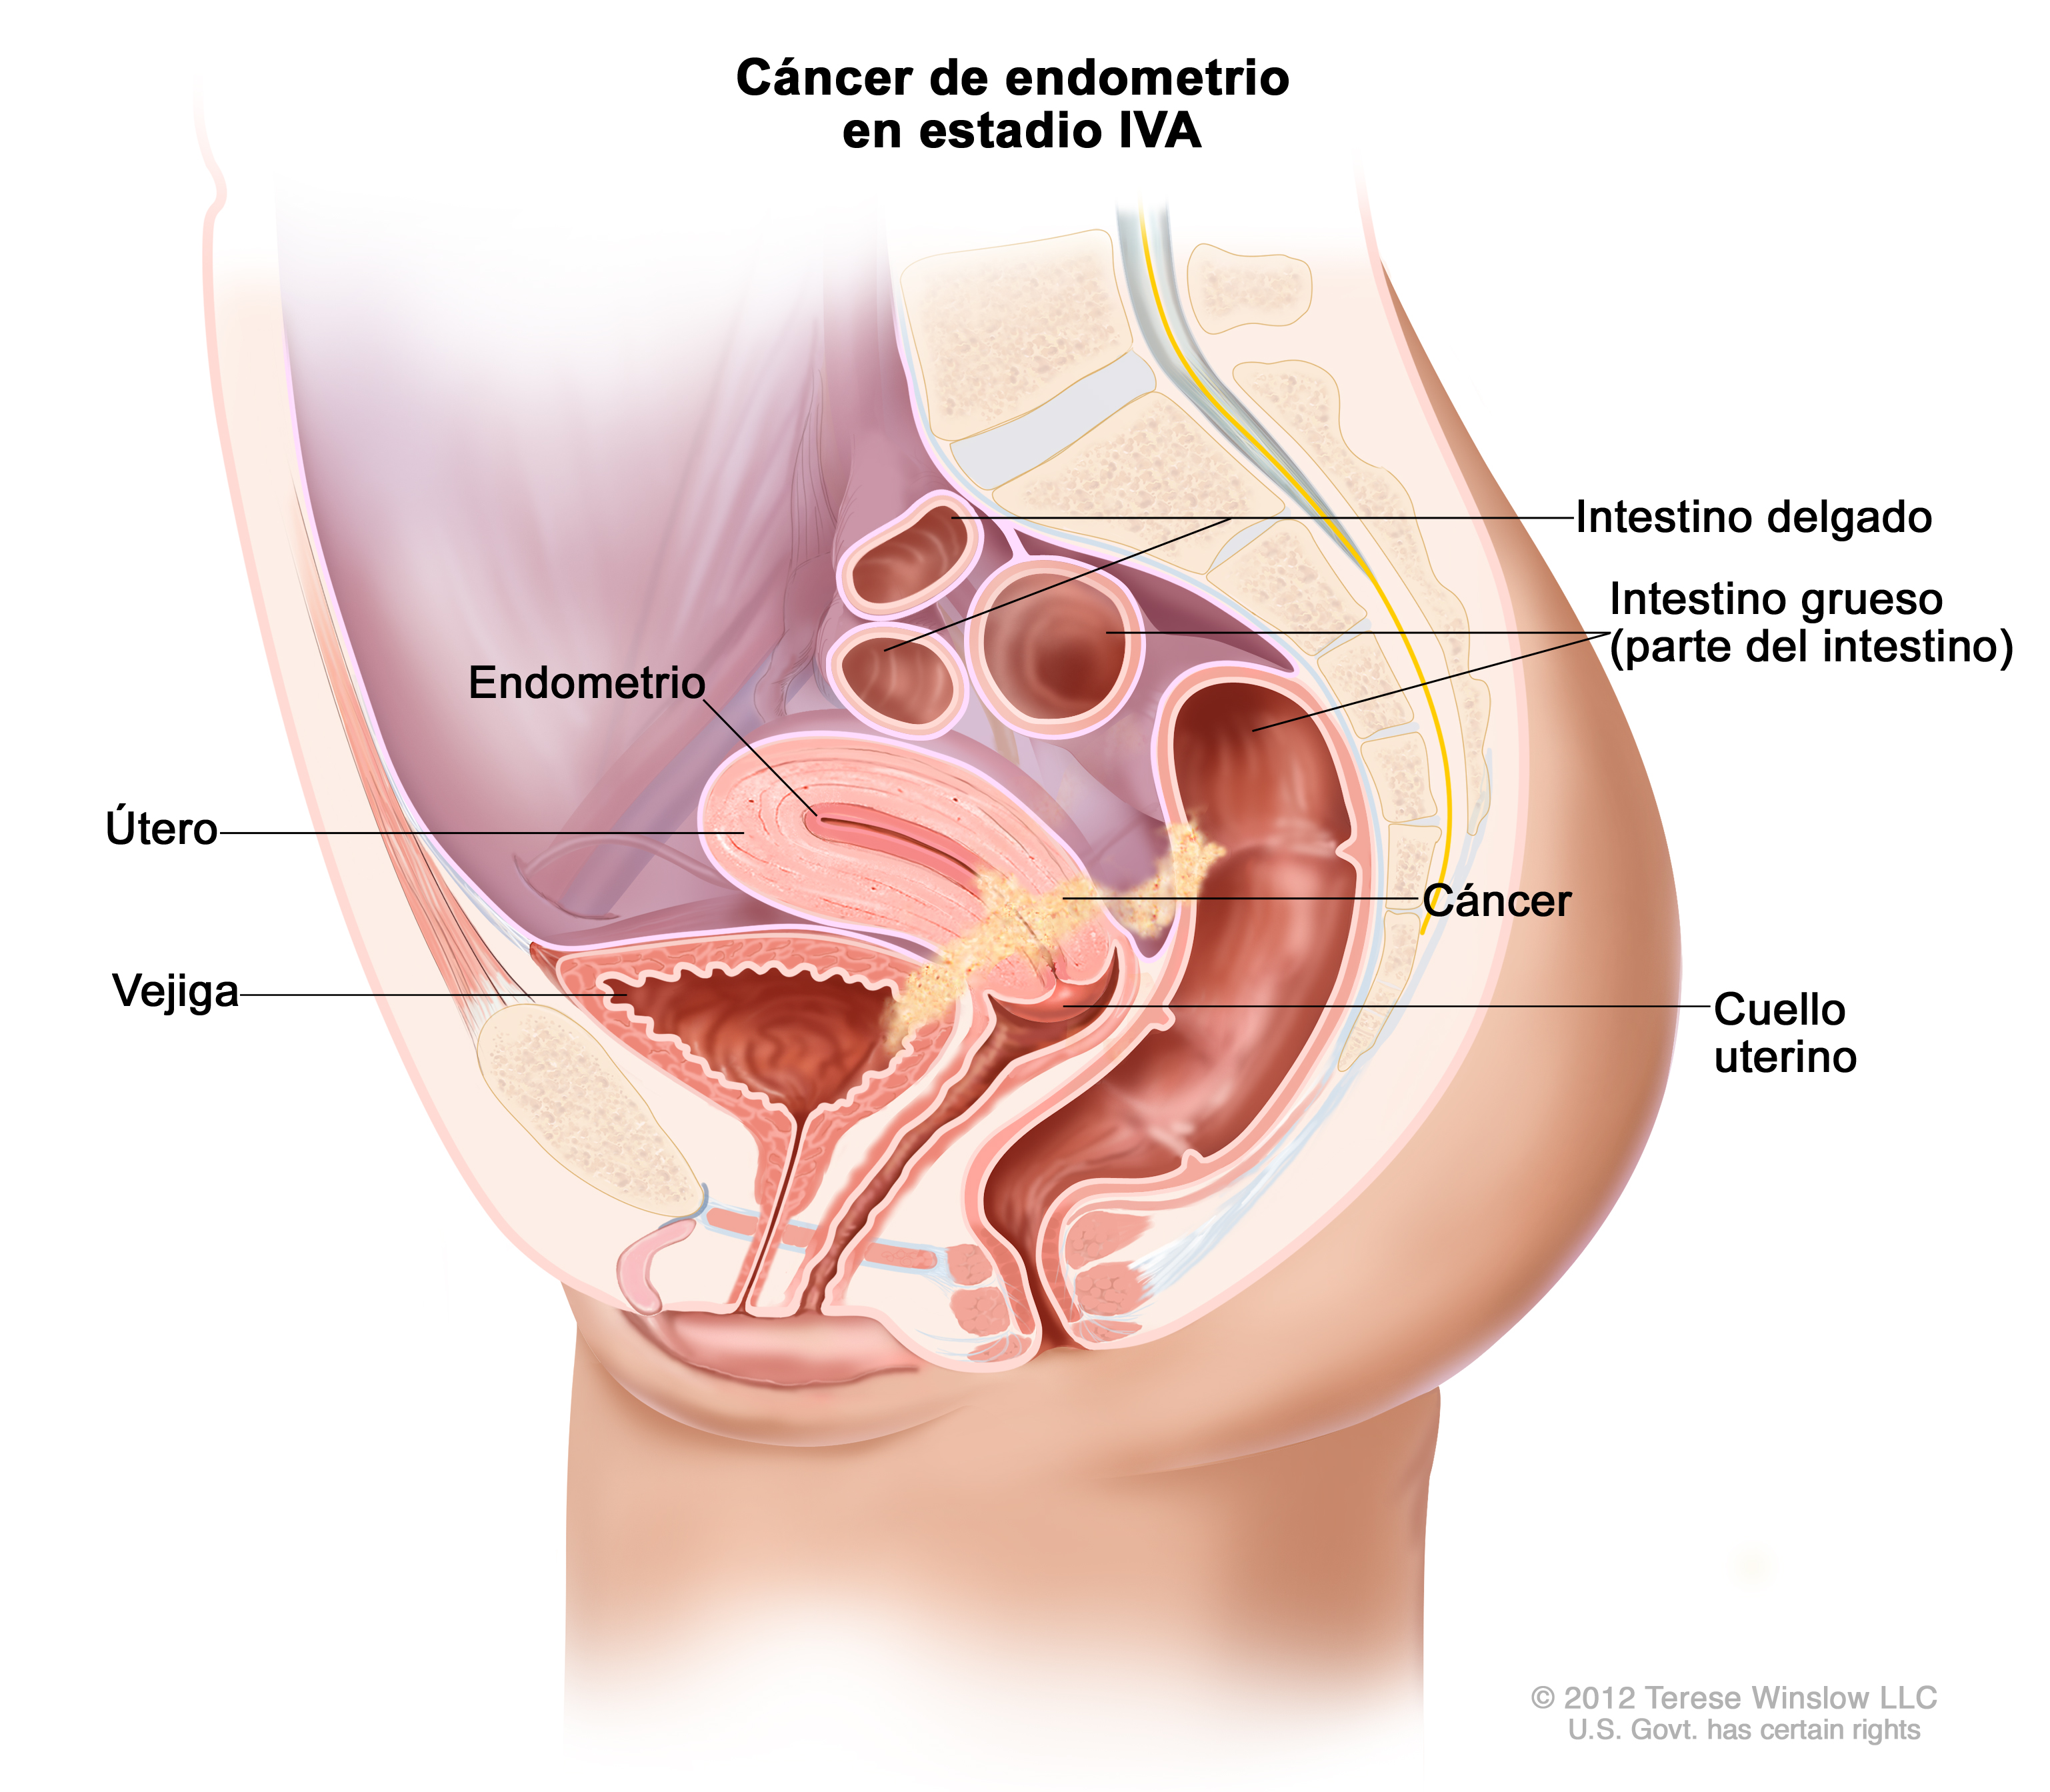 Cáncer de endometrio
en estadio IVA
Intestino delgado
Intestino grueso
(parte del intestino)
Endometrio
Útero
Cáncer
Vejiga
Cuello
uterino
© 2012 Terese Winslow LLC
U.S. Govt. has certain rights